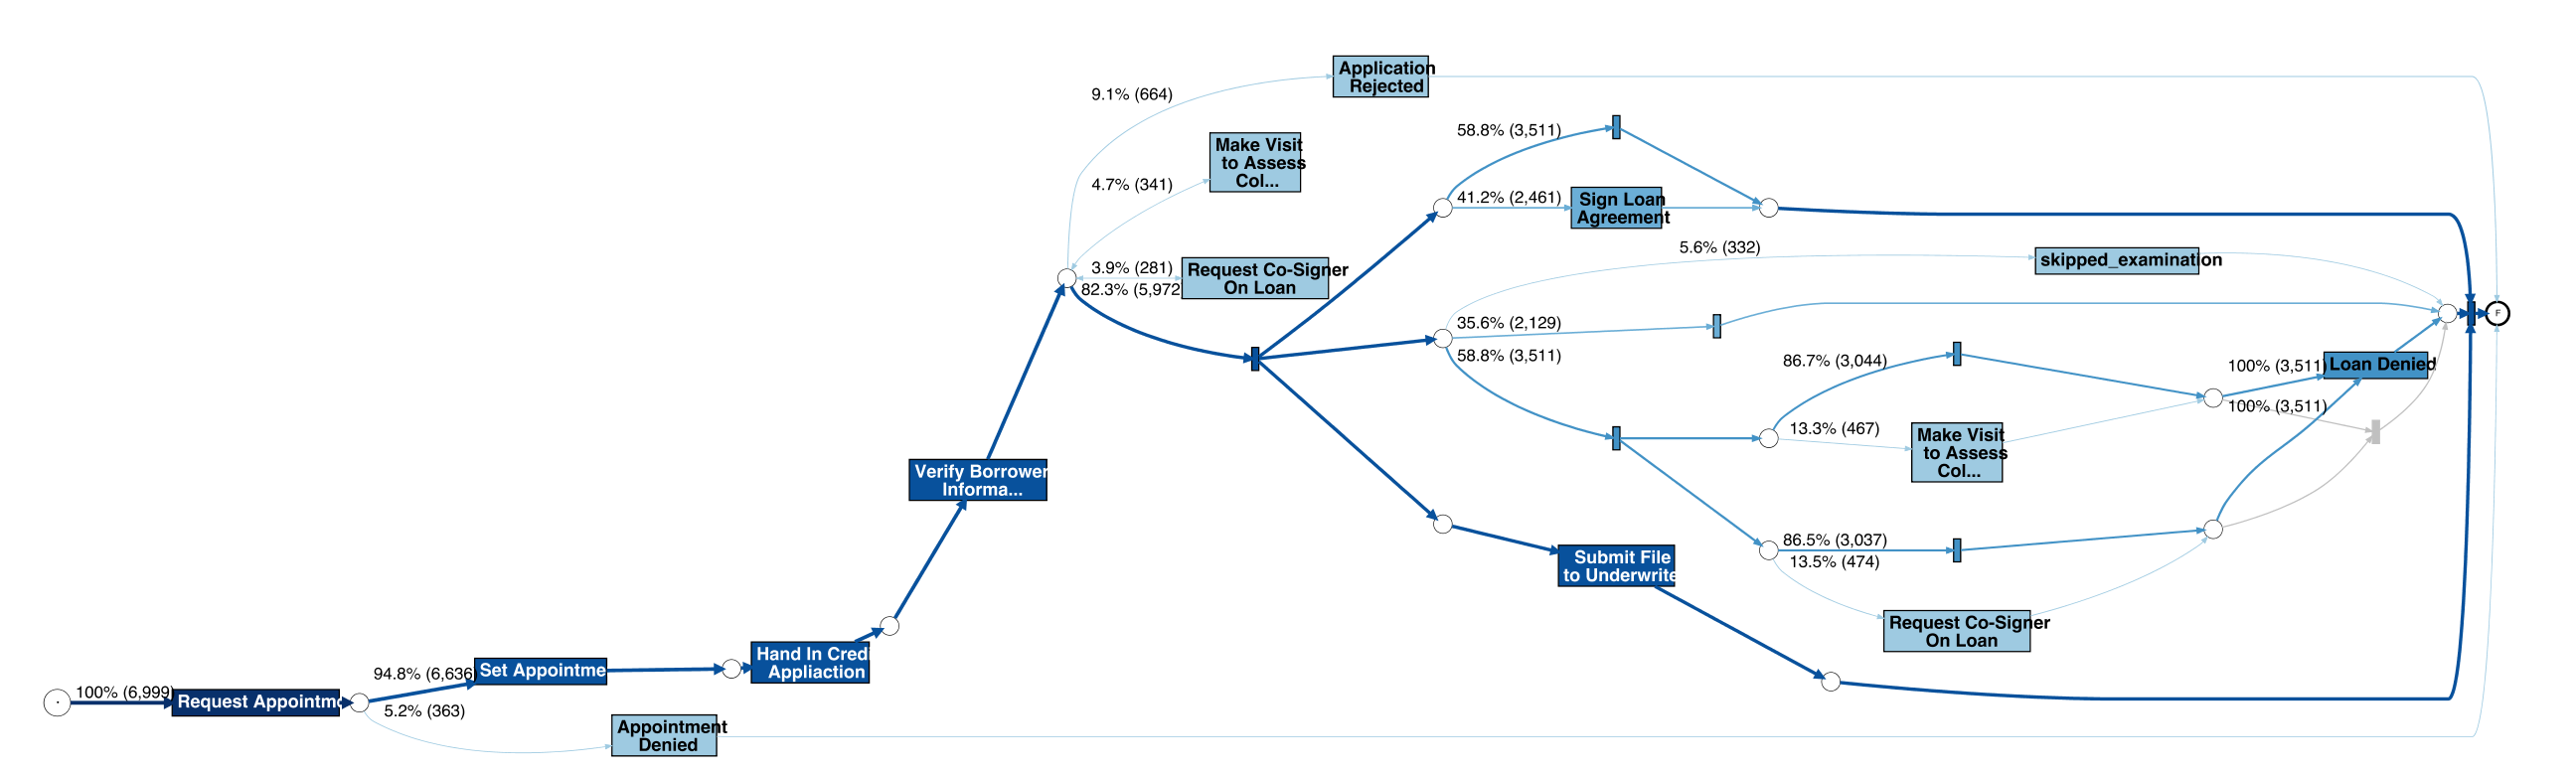 Application
Rejected
9.1% (664)
Make Visit
to Assess
Col...
4.7% (341)
58.8% (3,511)
41.2% (2,461)
Sign Loan
Agreement
3.9% (281)
Request Co-Signer
On Loan
82.3% (5,972
5.6% (332)
skipped_examination
35.6% (2,129)
58.8% (3,511)
F
86.7% (3,044)
100% (3,511)
Loan Denied
100% (3,511)
13.3% (467)
Make Visit
to Assess
Col...
Verify Borrower
Informa...
86.5% (3,037)
13.5% (474)
Submit File
to Underwrite
Request Co-Signer
On Loan
Hand In Credi
Appliaction
94.8% (6,636)
Set Appointme
100% (6,999)
Request Appointmo
5.2% (363)
Appointment
Denied